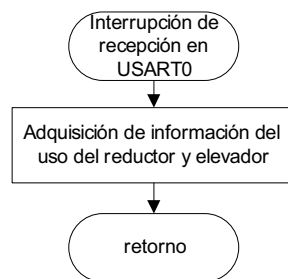 Interrupción de
recepción en
USART0
Adquisición de información del
uso del reductor y elevador
retorno